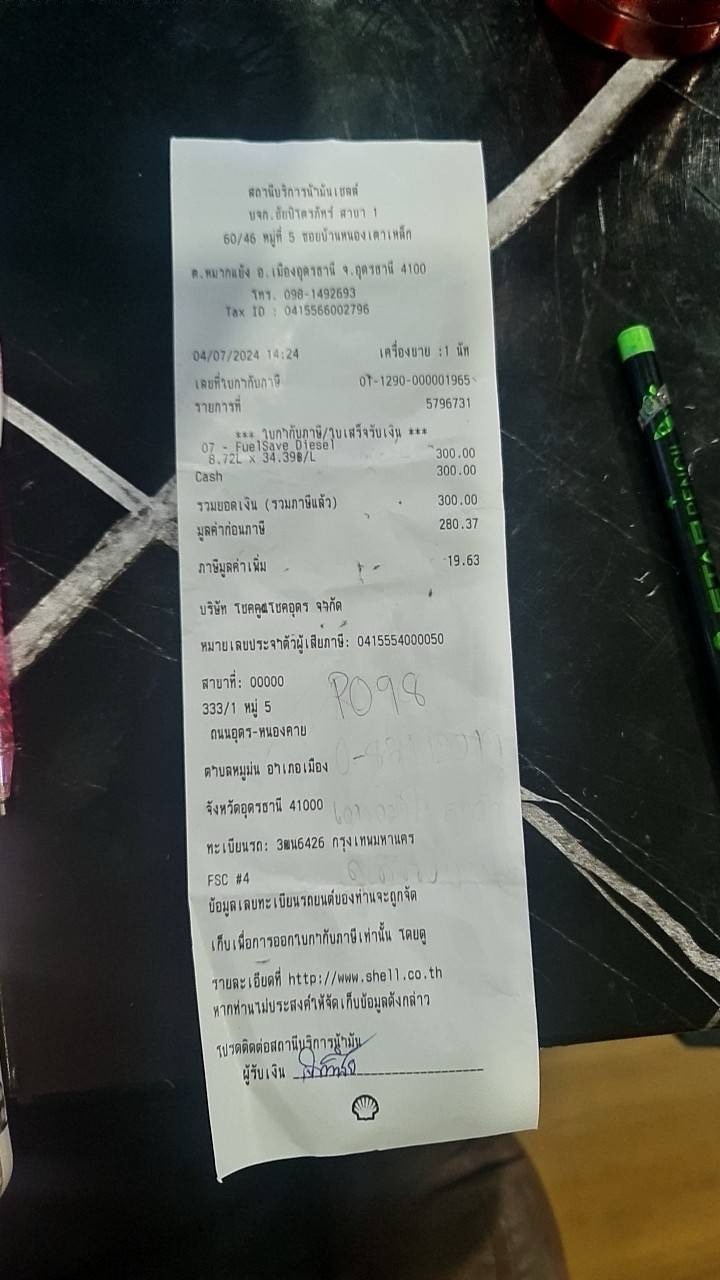 สถานีบริการน้ำมันเชลล์
บจก.ชัยบัวตรภัทร์ สาขา 1
60/46 หมู่ที่ 5 ซอยบ้านหนองเตาเหล็ก
ต.หมากแข้ง อ.เมืองอุดรธานี จ.อุดรธานี 4100
โทร. 098-1492693
Tax ID : 0415566002796
04/07/2024 14:24 เครื่องขาย :1 นัท
เลขที่ใบกำกับภาษี 01-1290-000001965
รายการที่ 5796731
*** ใบกำกับภาษี/ใบเสร็จรับเงิน ***
07 - FuelSave Diesel
8.72L x 34.39฿/L 300.00
Cash 300.00
รวมยอดเงิน (รวมภาษีแล้ว) 300.00
มูลค่าก่อนภาษี 280.37
ภาษีมูลค่าเพิ่ม 19.63
บริษัท โชคคูณโชคอุดร จำกัด
หมายเลขประจำตัวผู้เสียภาษี: 0415554000050
สาขาที่: 00000
333/1 หมู่ 5 RO98
ถนนอุดร-หนองคาย
ตำบลหมูม่น อำเภอเมือง
จังหวัดอุดรธานี 41000
ทะเบียนรถ: 3ฒน6426 กรุงเทพมหานคร
FSC #4
ข้อมูลเลขทะเบียนรถยนต์ของท่านจะถูกจัด
เก็บเพื่อการออกใบกำกับภาษีเท่านั้น โดยดู
รายละเอียดที่ http://www.shell.co.th
หากท่านไม่ประสงค์ให้จัดเก็บข้อมูลดังกล่าว
โปรดติดต่อสถานีบริการน้ำมัน
ผู้รับเงิน